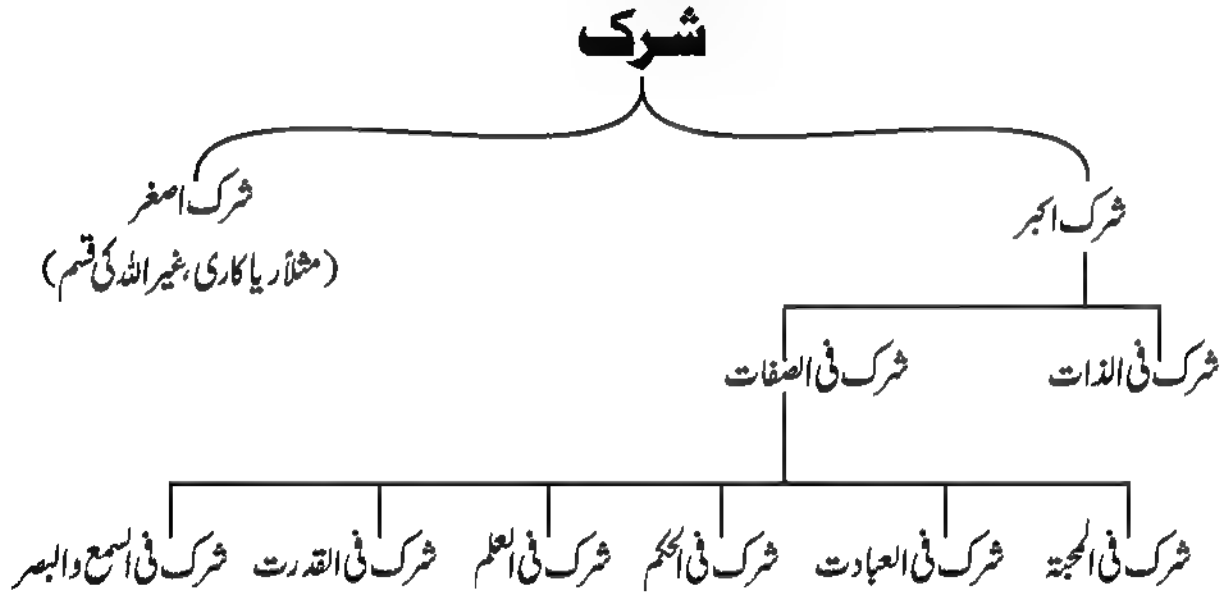 شرک
شرک اکبر
شرک اصغر
(مثلاً ریا کاری، غیر اللہ کی قسم)
شرک فی الذات
شرک فی الصفات
شرک فی المحبۃ
شرک فی العبادت
شرک فی الحکم
شرک فی العلم
شرک فی القدرت
شرک فی السمع والبصر